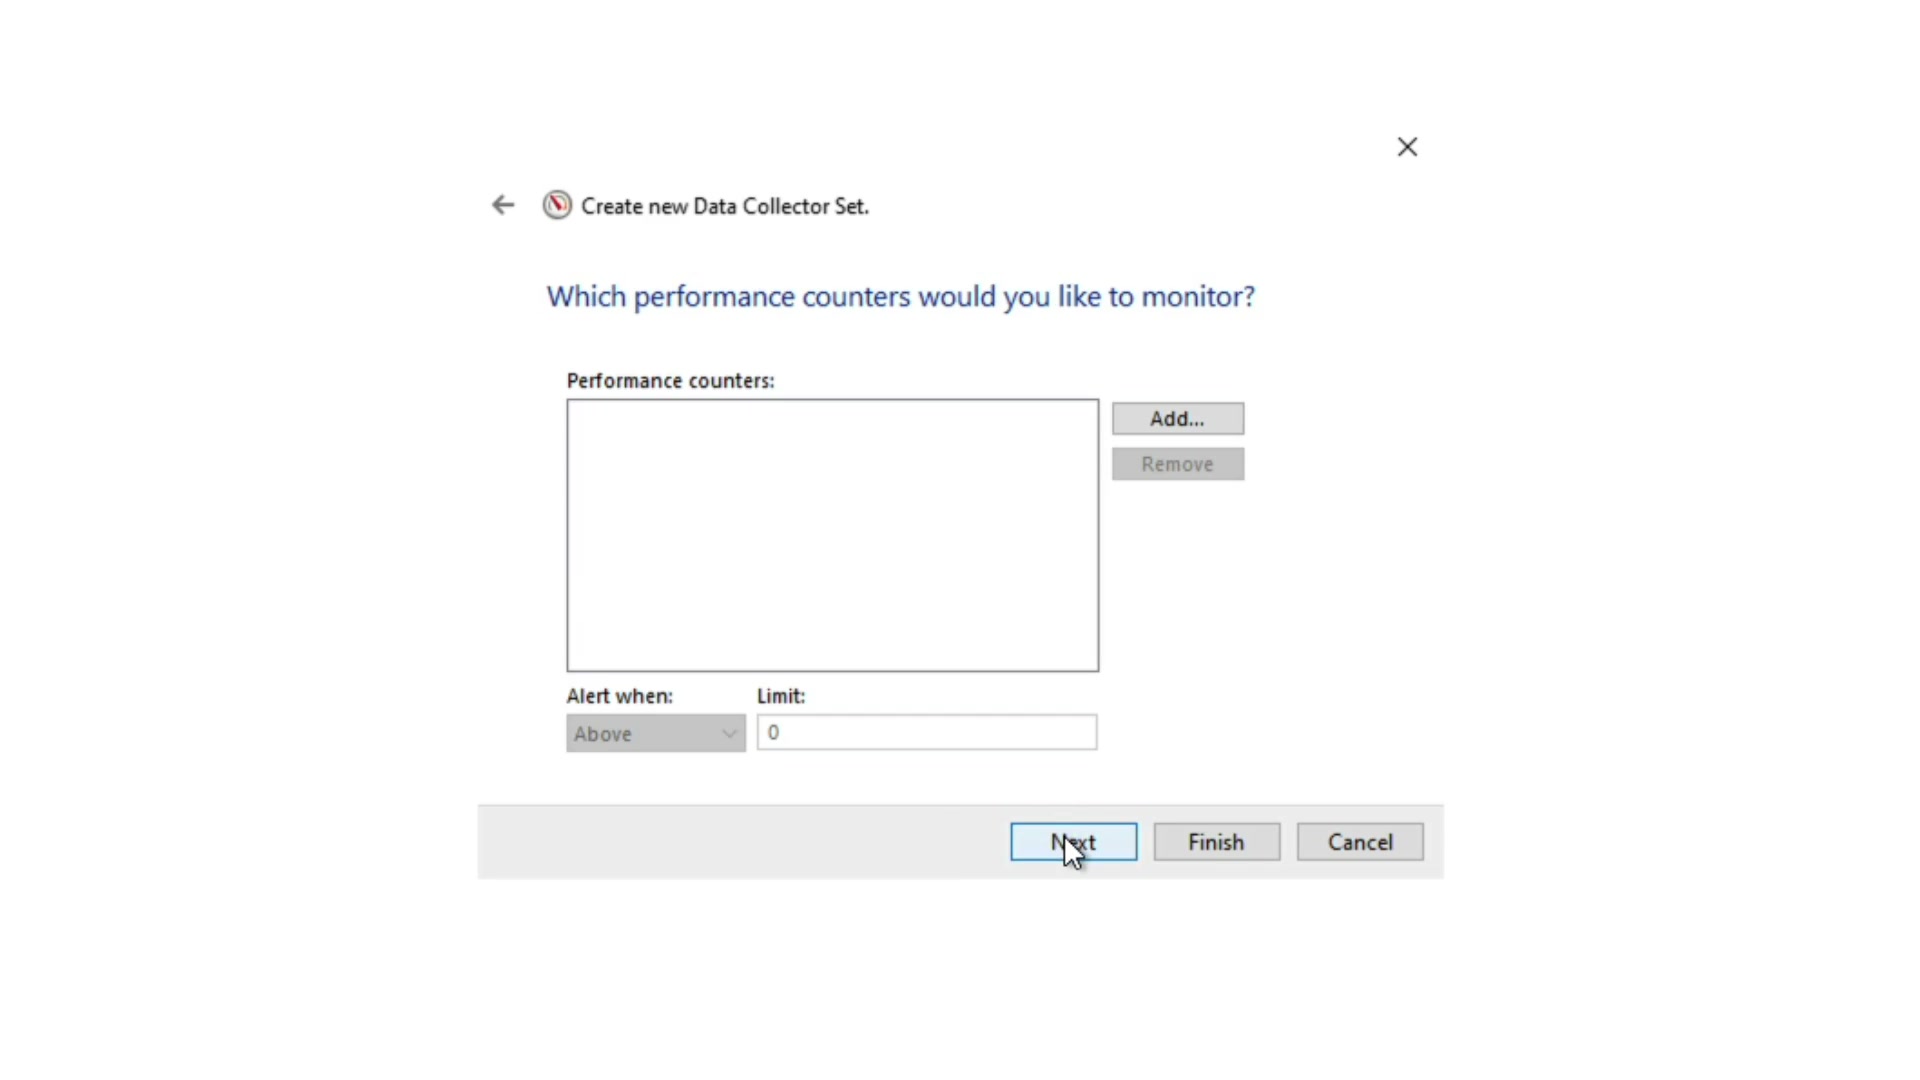 Create new Data Collector Set.
Which performance counters would you like to monitor?
Performance counters:
Add...
Remove
Alert when:
Limit:
Above
0
Next
Finish
Cancel